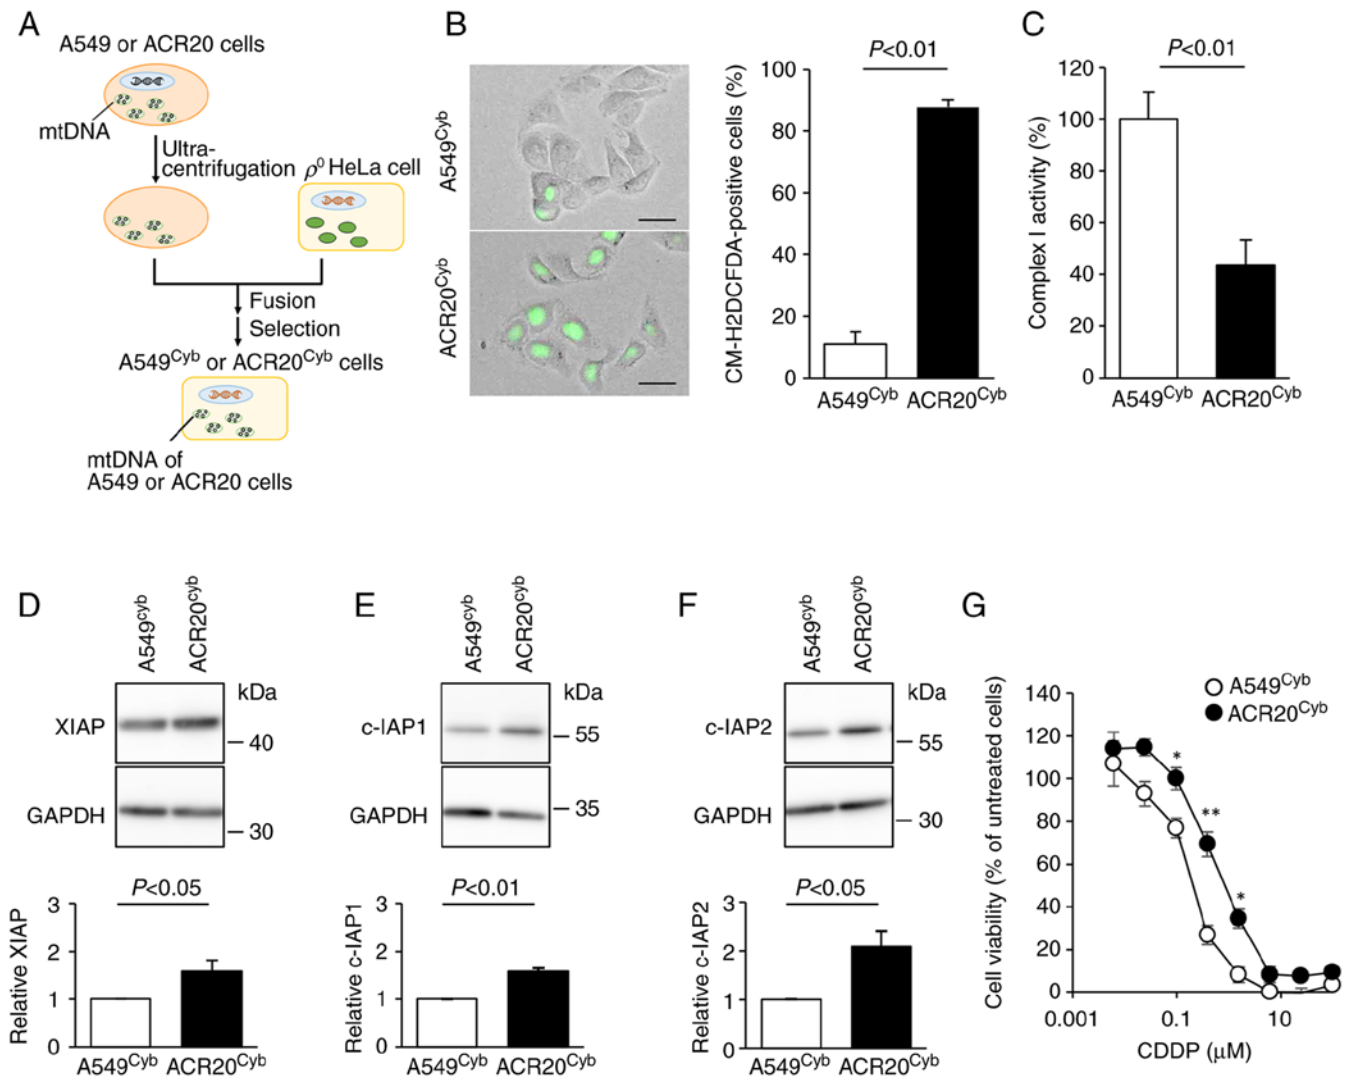 A
A549 or ACR20 cells
mtDNA
Ultra-
centrifugation
ρ⁰ HeLa cell
Fusion
Selection
A549Cyb or ACR20Cyb cells
mtDNA of
A549 or ACR20 cells
B
A549Cyb
ACR20Cyb
CM-H2DCFDA-positive cells (%)
P<0.01
100
80
60
40
20
0
A549Cyb ACR20Cyb
C
Complex I activity (%)
P<0.01
120
100
80
60
40
20
0
A549Cyb ACR20Cyb
D
A549cyb
ACR20cyb
kDa
XIAP
40
GAPDH
30
P<0.05
Relative XIAP
3
2
1
0
A549Cyb ACR20Cyb
E
A549cyb
ACR20cyb
kDa
c-IAP1
55
GAPDH
35
P<0.01
Relative c-IAP1
3
2
1
0
A549Cyb ACR20Cyb
F
A549cyb
ACR20cyb
kDa
c-IAP2
55
GAPDH
30
P<0.05
Relative c-IAP2
3
2
1
0
A549Cyb ACR20Cyb
G
A549Cyb
ACR20Cyb
Cell viability (% of untreated cells)
140
120
100
80
60
40
20
0
*
**
*
0.001 0.1 10
CDDP (μM)